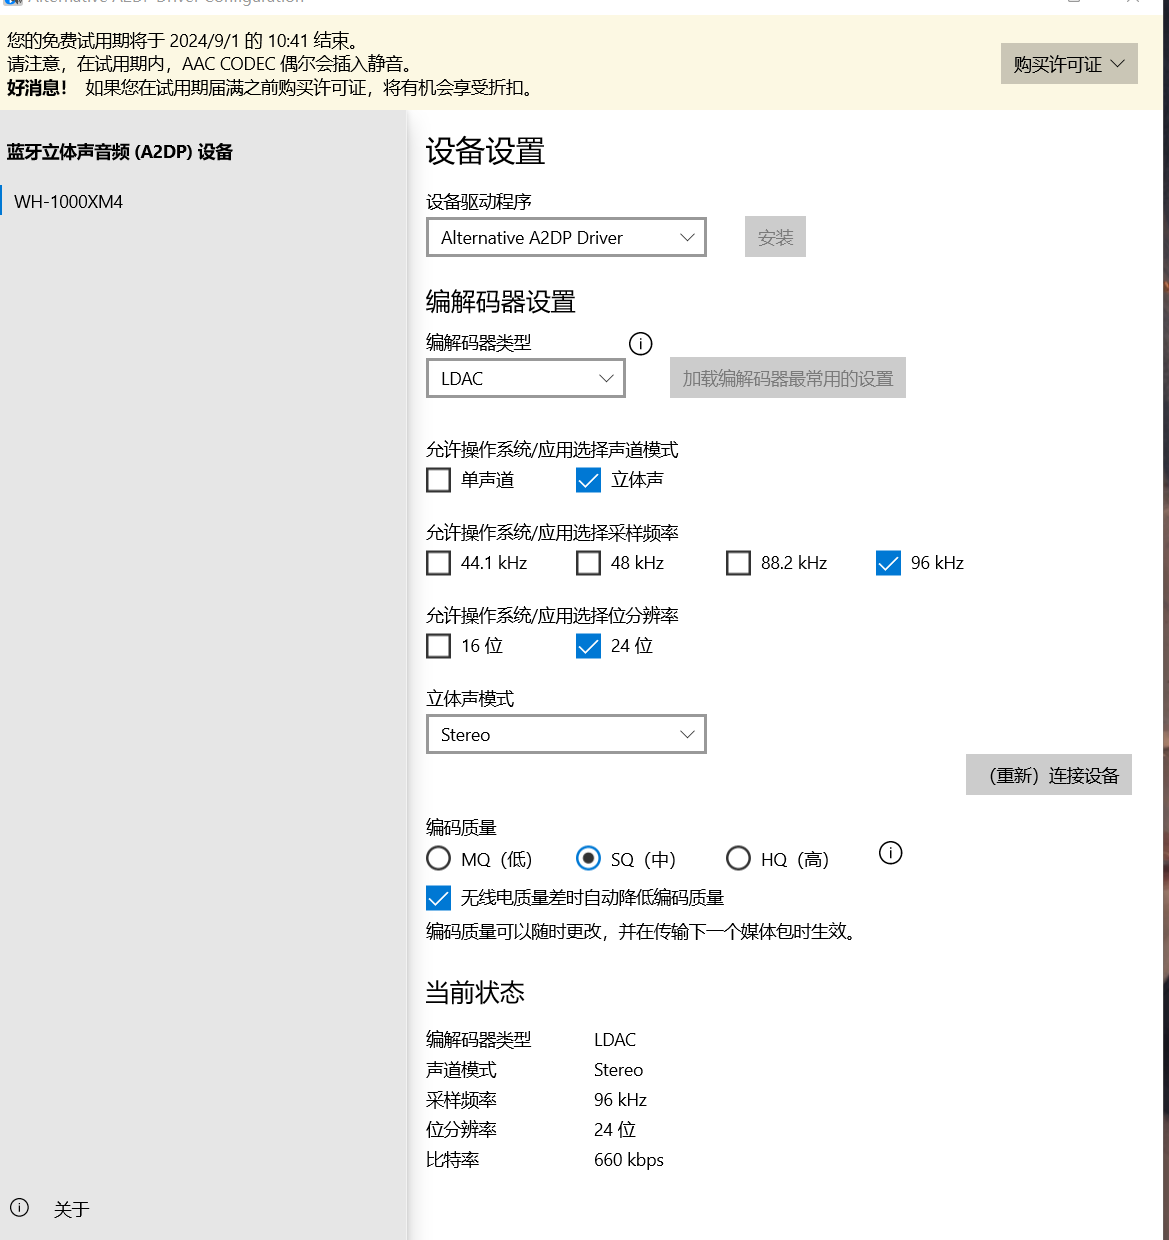 Alternative A2DP Driver Configuration
您的免费试用期将于 2024/9/1 的 10:41 结束。
请注意，在试用期内，AAC CODEC 偶尔会插入静音。
好消息！ 如果您在试用期届满之前购买许可证，将有机会享受折扣。
购买许可证
蓝牙立体声音频 (A2DP) 设备
WH-1000XM4
设备设置
设备驱动程序
Alternative A2DP Driver
安装
编解码器设置
编解码器类型
LDAC
加载编解码器最常用的设置
允许操作系统/应用选择声道模式
单声道 立体声
允许操作系统/应用选择采样频率
44.1 kHz 48 kHz 88.2 kHz 96 kHz
允许操作系统/应用选择位分辨率
16 位 24 位
立体声模式
Stereo
（重新）连接设备
编码质量
MQ（低） SQ（中） HQ（高）
无线电质量差时自动降低编码质量
编码质量可以随时更改，并在传输下一个媒体包时生效。
当前状态
编解码器类型 LDAC
声道模式 Stereo
采样频率 96 kHz
位分辨率 24 位
比特率 660 kbps
关于